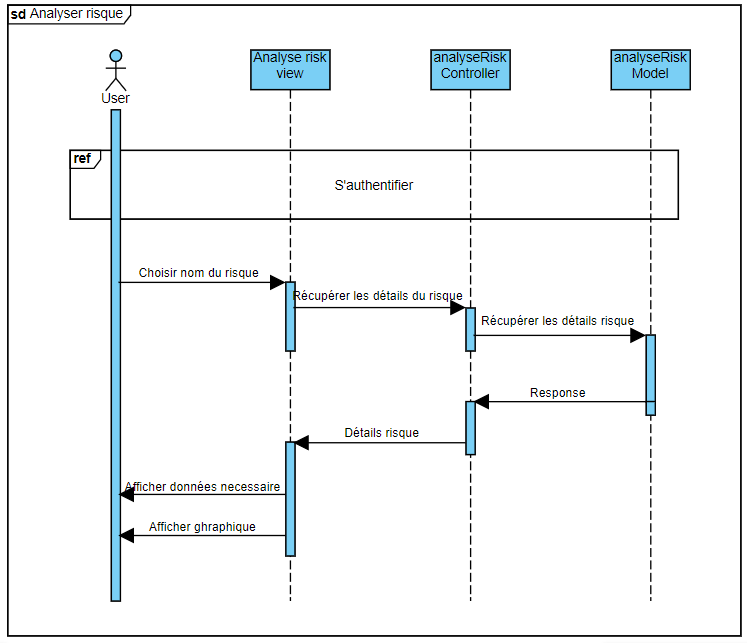 sd Analyser risque
User
Analyse risk
view
analyseRisk
Controller
analyseRisk
Model
ref
S'authentifier
Choisir nom du risque
Récupérer les détails du risque
Récupérer les détails risque
Response
Détails risque
Afficher données necessaire
Afficher ghraphique